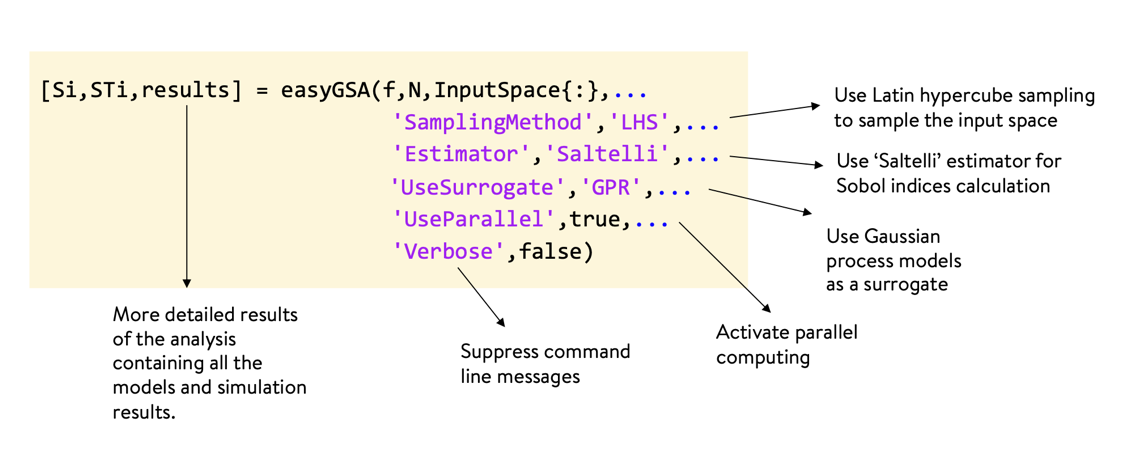 [Si,STi,results] = easyGSA(f,N,InputSpace{:},...
'SamplingMethod','LHS',...
'Estimator','Saltelli',...
'UseSurrogate','GPR',...
'UseParallel',true,...
'Verbose',false)
Use Latin hypercube sampling
to sample the input space
Use ‘Saltelli’ estimator for
Sobol indices calculation
Use Gaussian
process models
as a surrogate
Activate parallel
computing
Suppress command
line messages
More detailed results
of the analysis
containing all the
models and simulation
results.